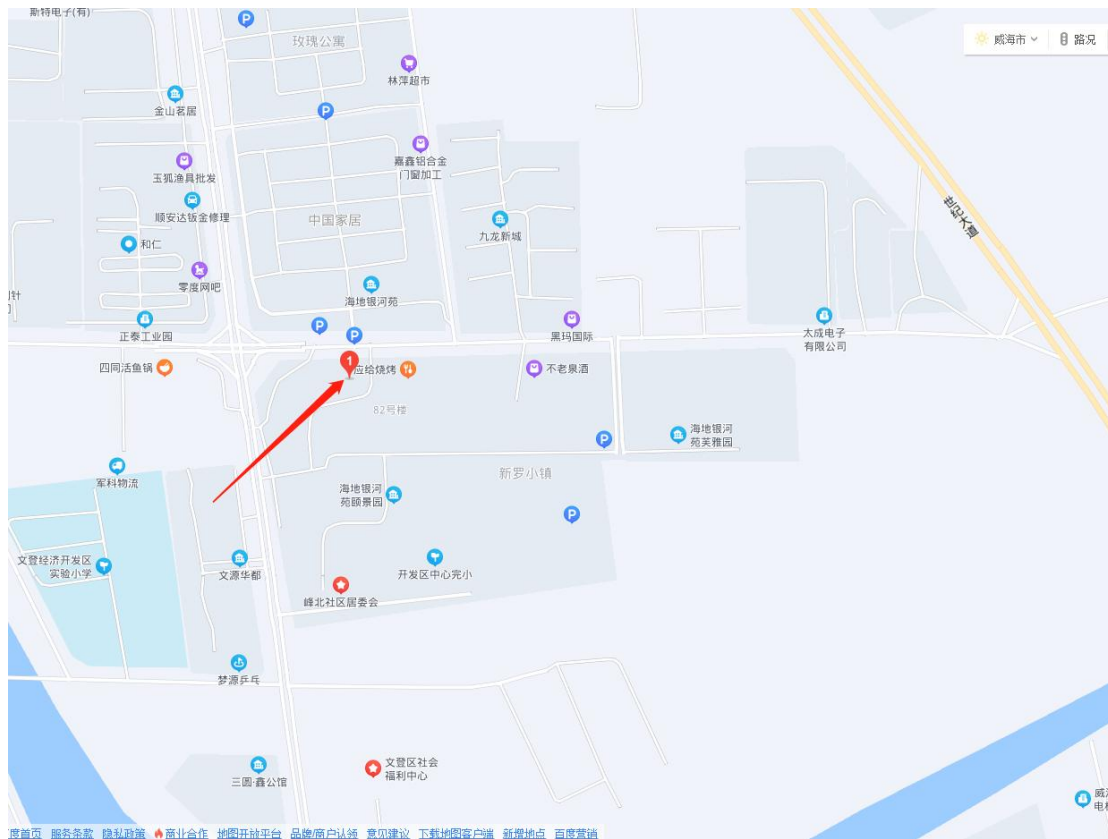 斯特电子(有)
玫瑰公寓
威海市
路况
林萍超市
金山茗居
嘉鑫铝合金
门窗加工
玉狐渔具批发
顺安达钣金修理
中国家居
九龙新城
世纪大道
和仁
零度网吧
海地银河苑
正泰工业园
黑玛国际
太成电子
有限公司
四同活鱼锅
1
应给烧烤
不老泉酒
82号楼
海地银河
苑芙雅园
新罗小镇
军科物流
海地银河
苑颐景园
文登经济开发区
实验小学
文源华都
开发区中心完小
峰北社区居委会
梦源乒乓
三圆·鑫公馆
文登区社会
福利中心
度首页 服务条款 隐私政策 商业合作 地图开放平台 品牌/商户认领 意见建议 下载地图客户端 新增地点 百度营销